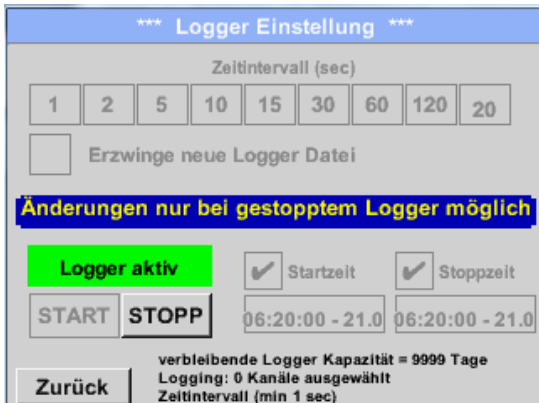 *** Logger Einstellung ***
Zeitintervall (sec)
1 2 5 10 15 30 60 120 20
Erzwinge neue Logger Datei
Änderungen nur bei gestopptem Logger möglich
Logger aktiv
Startzeit
Stoppzeit
START STOPP
06:20:00 - 21.0
06:20:00 - 21.0
verbleibende Logger Kapazität = 9999 Tage
Logging: 0 Kanäle ausgewählt
Zeitintervall (min 1 sec)
Zurück